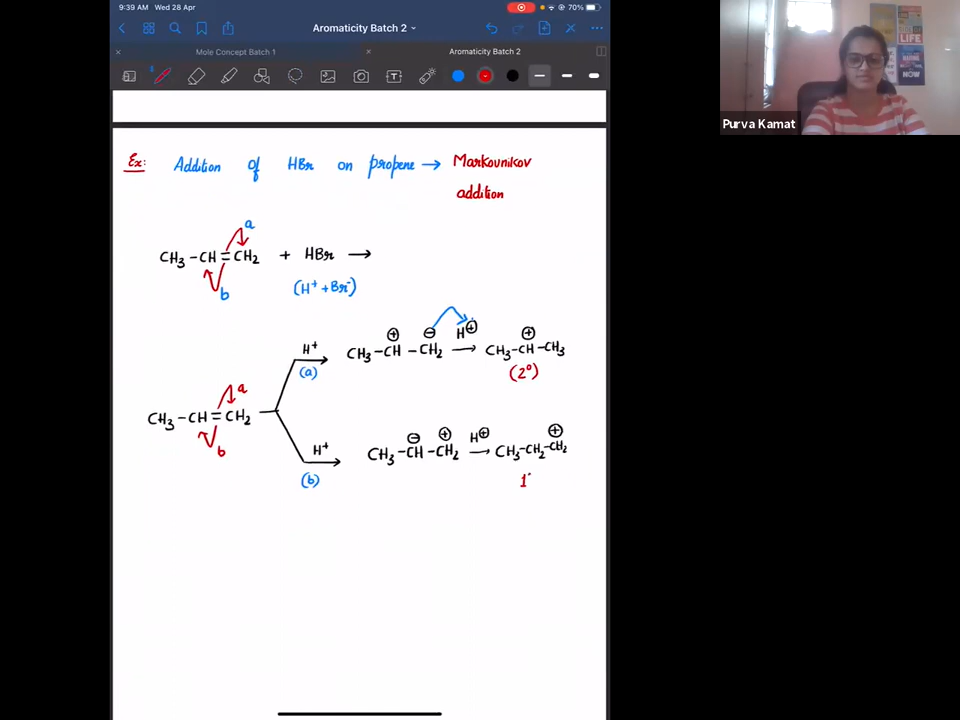 9:39 AM Wed 28 Apr
70%
Aromaticity Batch 2
Mole Concept Batch 1
Aromaticity Batch 2
LIFE
NOW
Purva Kamat
Ex: Addition of HBr on propene → Markovnikov
addition
a
CH3 - CH = CH2 + HBr →
b
(H+ + Br-)
H+
(a)
CH3 - CH⊕ - CH2⊖ → H⊕ CH3 - CH⊕ - CH3
(2°)
a
CH3 - CH = CH2
b
H+
(b)
CH3 - CH⊖ - CH2⊕ → H⊕ CH3 - CH2 - CH2⊕
1